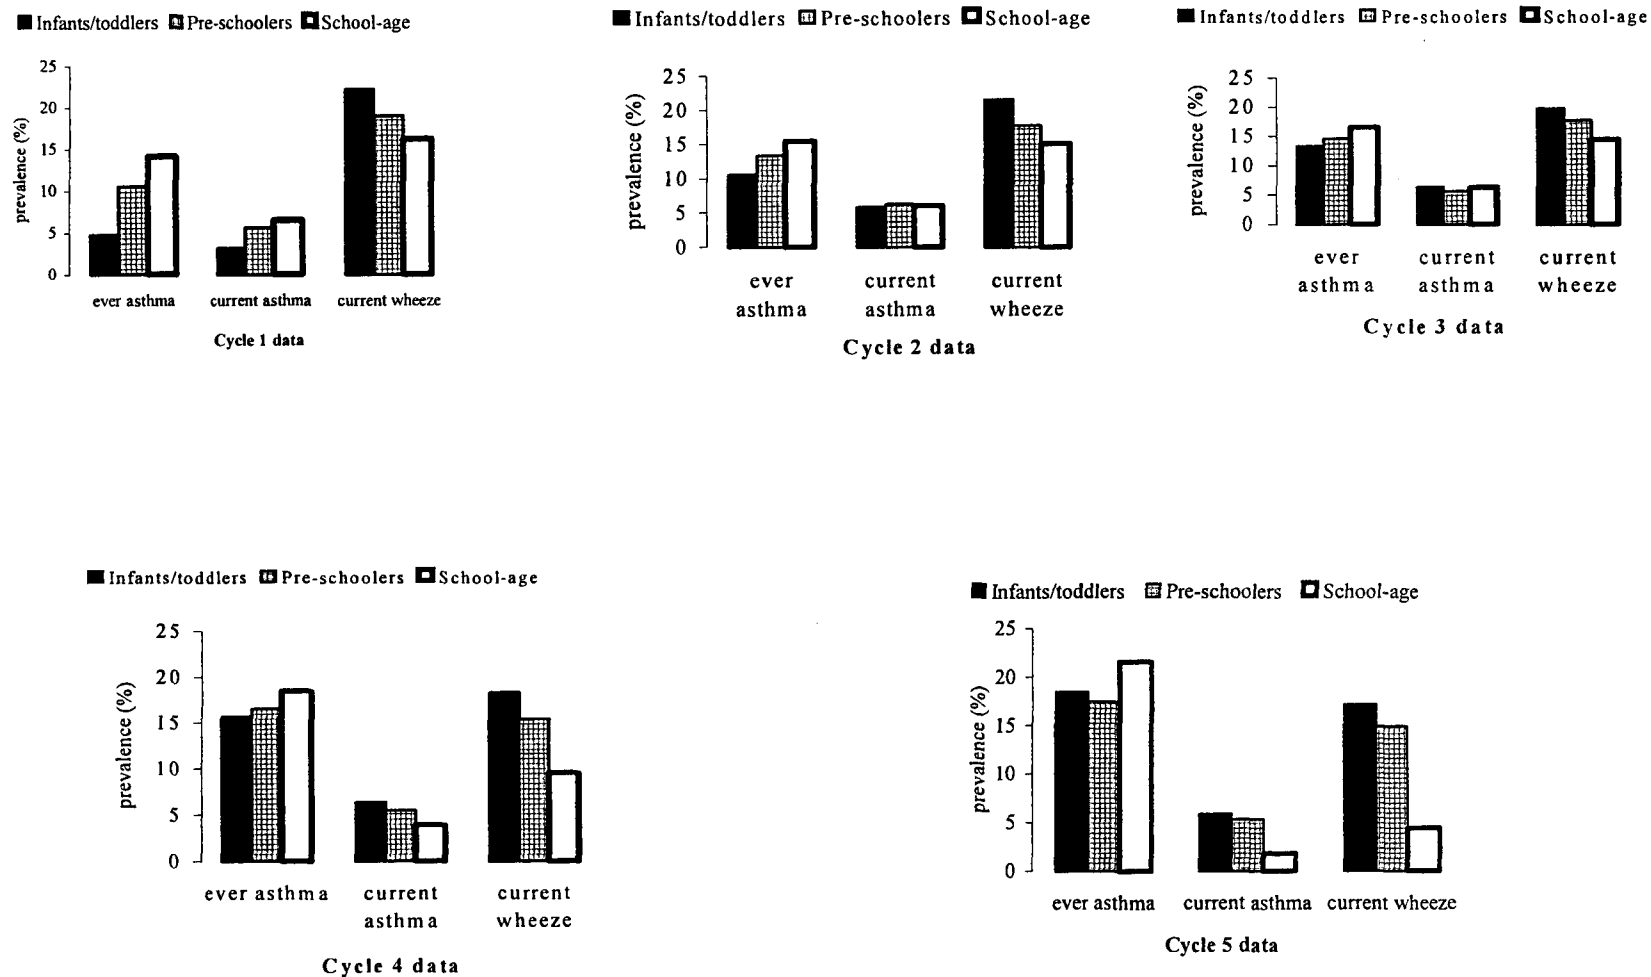 Infants/toddlers Pre-schoolers School-age
25
20
15
10
5
0
prevalence (%)
ever asthma current asthma current wheeze
Cycle 1 data
Infants/toddlers Pre-schoolers School-age
25
20
15
10
5
0
prevalence (%)
ever current current
asthma asthma wheeze
Cycle 2 data
Infants/toddlers Pre-schoolers School-age
25
20
15
10
5
0
prevalence (%)
ever current current
asthma asthma wheeze
Cycle 3 data
Infants/toddlers Pre-schoolers School-age
25
20
15
10
5
0
prevalence (%)
ever asthma current current
asthma wheeze
Cycle 4 data
Infants/toddlers Pre-schoolers School-age
25
20
15
10
5
0
prevalence (%)
ever asthma current asthma current wheeze
Cycle 5 data